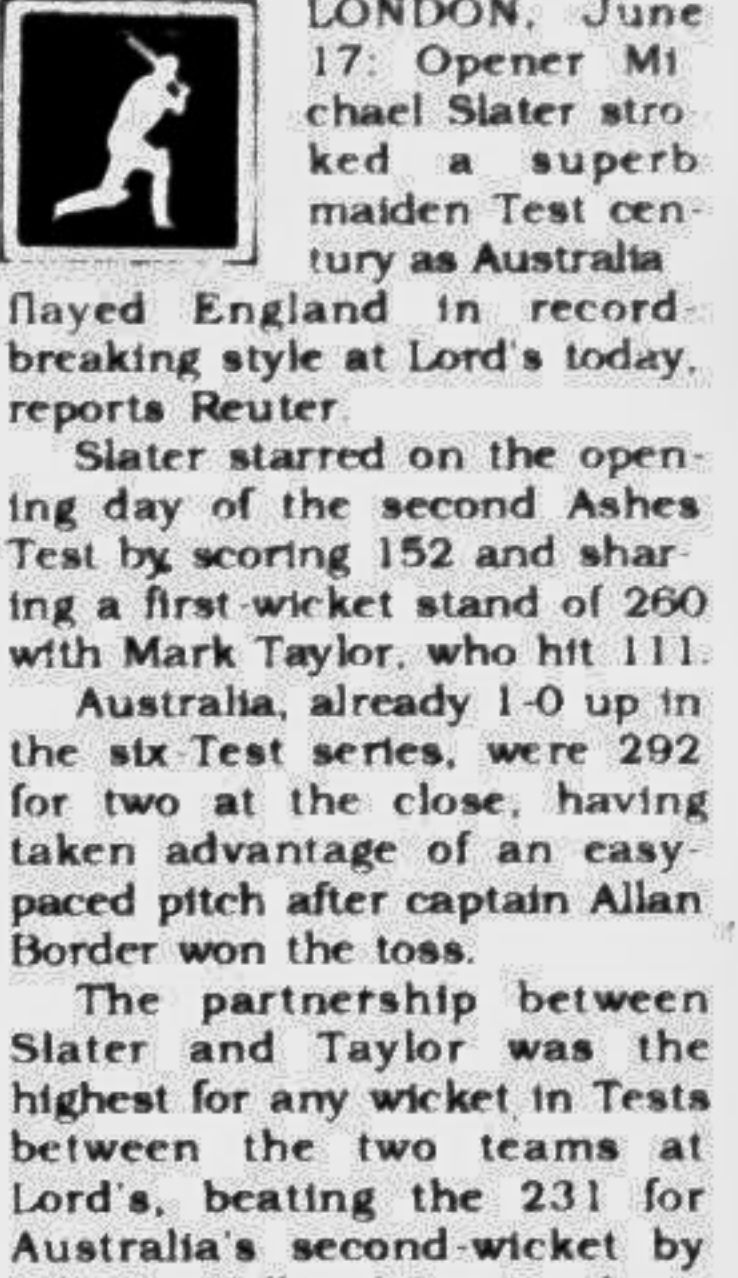 LONDON, June
17: Opener Mi
chael Slater stro
ked a superb
maiden Test cen-
tury as Australia
flayed England in record-
breaking style at Lord's today,
reports Reuter.
Slater starred on the open-
ing day of the second Ashes
Test by scoring 152 and shar-
ing a first-wicket stand of 260
with Mark Taylor, who hit 111.
Australia, already 1-0 up in
the six-Test series, were 292
for two at the close, having
taken advantage of an easy-
paced pitch after captain Allan
Border won the toss.
The partnership between
Slater and Taylor was the
highest for any wicket in Tests
between the two teams at
Lord's, beating the 231 for
Australia's second-wicket by